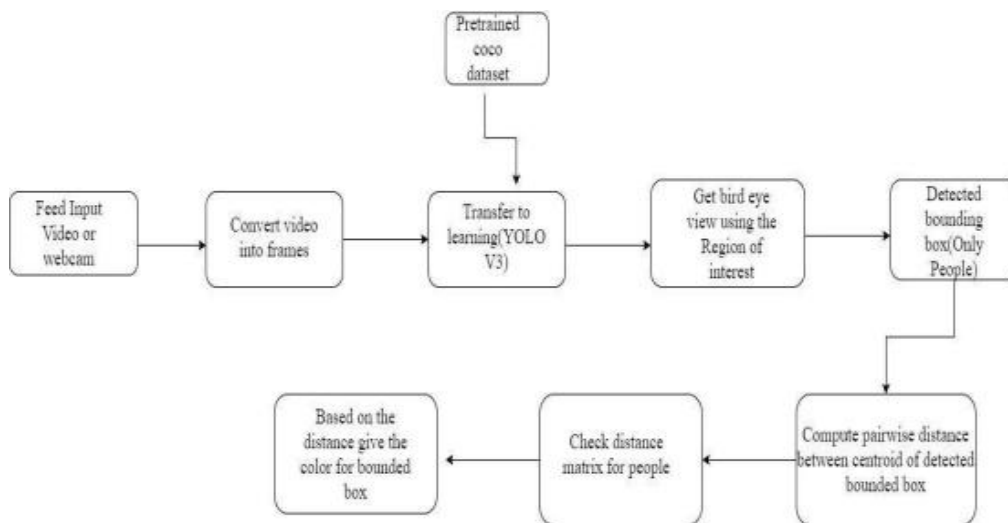 Pretrained
coco
dataset
Feed Input
Video or
webcam
Convert video
into frames
Transfer to
learning(YOLO
V3)
Get bird eye
view using the
Region of
interest
Detected
bounding
box(Only
People)
Based on the
distance give the
color for bounded
box
Check distance
matrix for people
Compute pairwise distance
between centroid of detected
bounded box